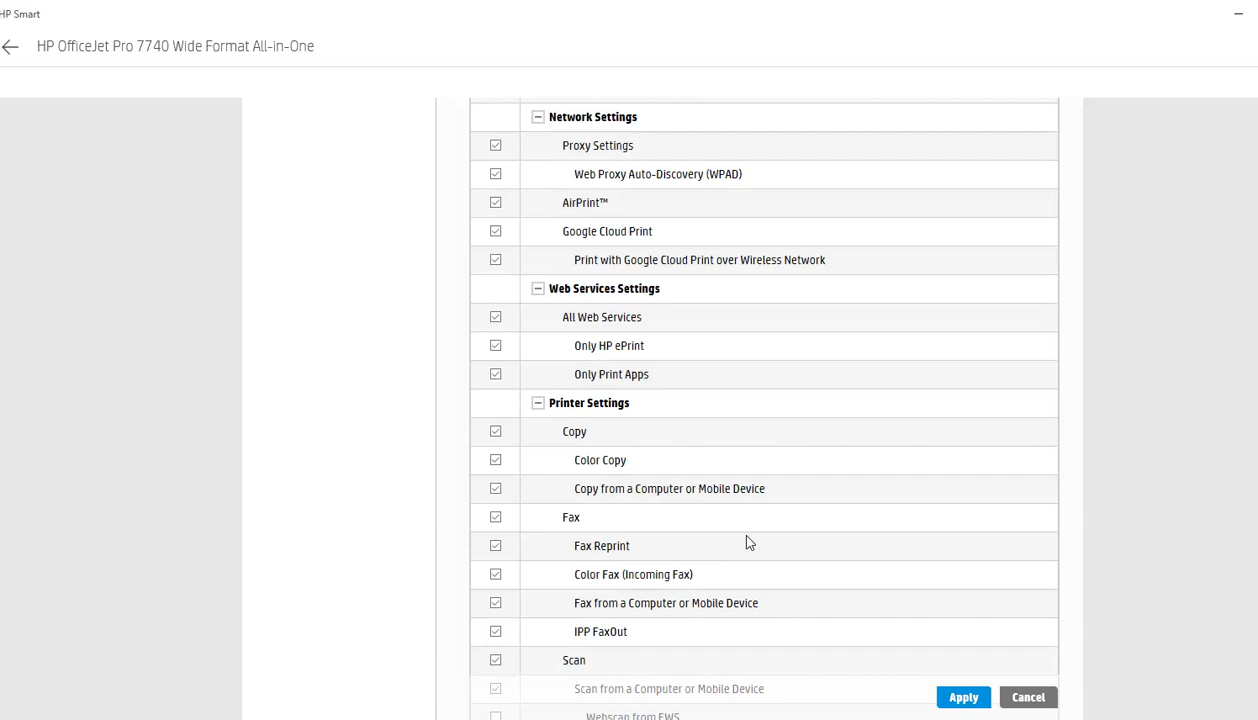 HP Smart
HP OfficeJet Pro 7740 Wide Format All-in-One
Network Settings
Proxy Settings
Web Proxy Auto-Discovery (WPAD)
AirPrint™
Google Cloud Print
Print with Google Cloud Print over Wireless Network
Web Services Settings
All Web Services
Only HP ePrint
Only Print Apps
Printer Settings
Copy
Color Copy
Copy from a Computer or Mobile Device
Fax
Fax Reprint
Color Fax (Incoming Fax)
Fax from a Computer or Mobile Device
IPP FaxOut
Scan
Scan from a Computer or Mobile Device
Apply Cancel
Webscan from EWS